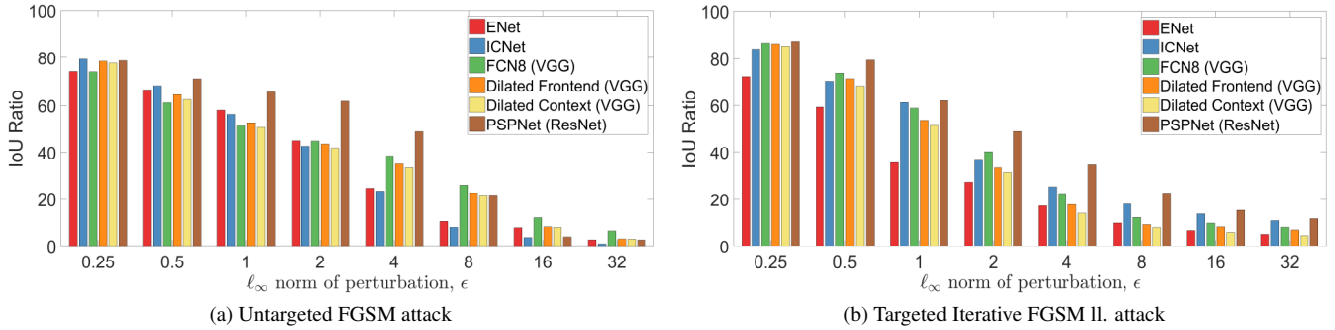 100
80
60
40
20
0
IoU Ratio
ENet
ICNet
FCN8 (VGG)
Dilated Frontend (VGG)
Dilated Context (VGG)
PSPNet (ResNet)
0.25 0.5 1 2 4 8 16 32
ℓ∞ norm of perturbation, ϵ
(a) Untargeted FGSM attack
100
80
60
40
20
0
IoU Ratio
ENet
ICNet
FCN8 (VGG)
Dilated Frontend (VGG)
Dilated Context (VGG)
PSPNet (ResNet)
0.25 0.5 1 2 4 8 16 32
ℓ∞ norm of perturbation, ϵ
(b) Targeted Iterative FGSM ll. attack